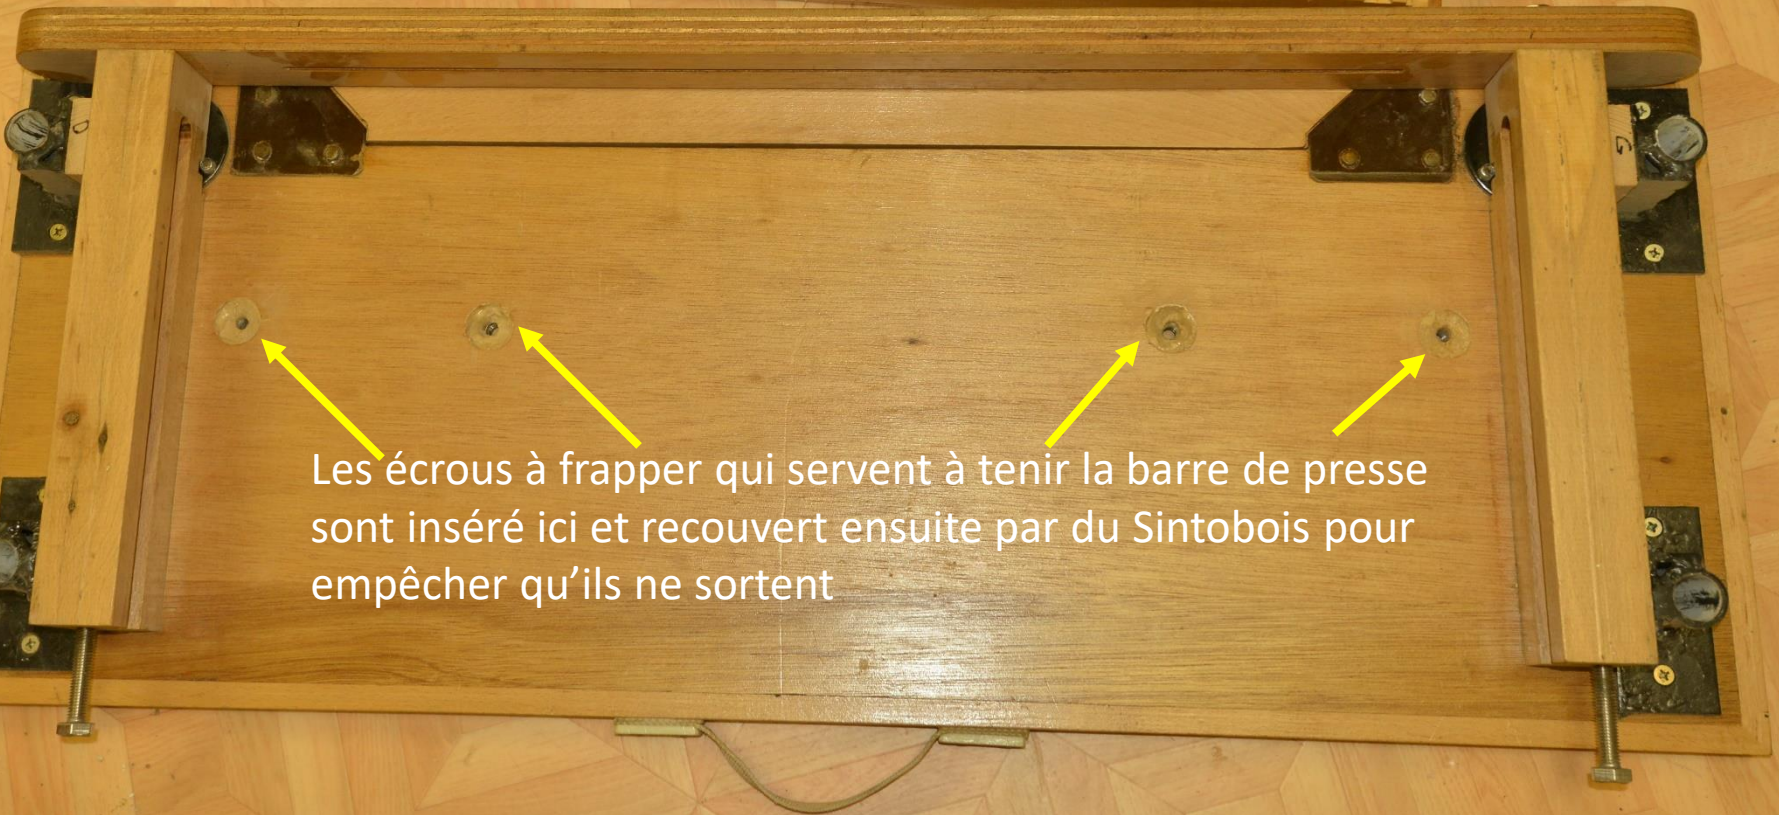 D
G
Les écrous à frapper qui servent à tenir la barre de presse
sont inséré ici et recouvert ensuite par du Sintobois pour
empêcher qu’ils ne sortent